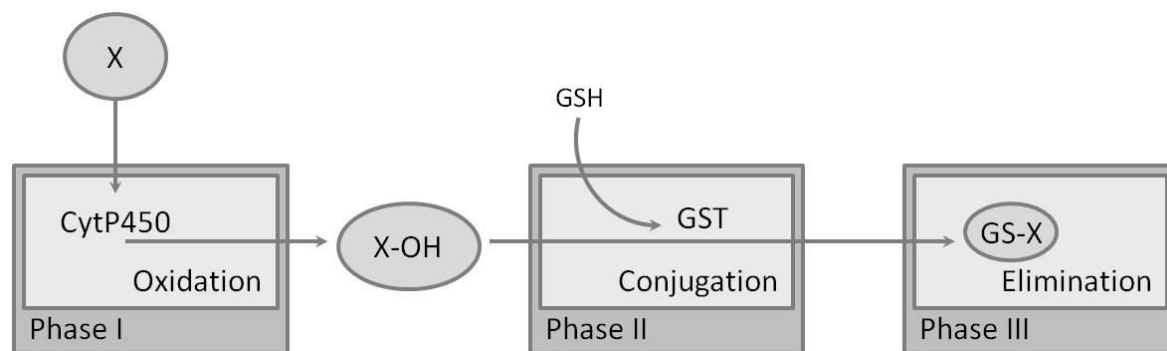 X
GSH
CytP450
Oxidation
Phase I
X-OH
GST
Conjugation
Phase II
GS-X
Elimination
Phase III